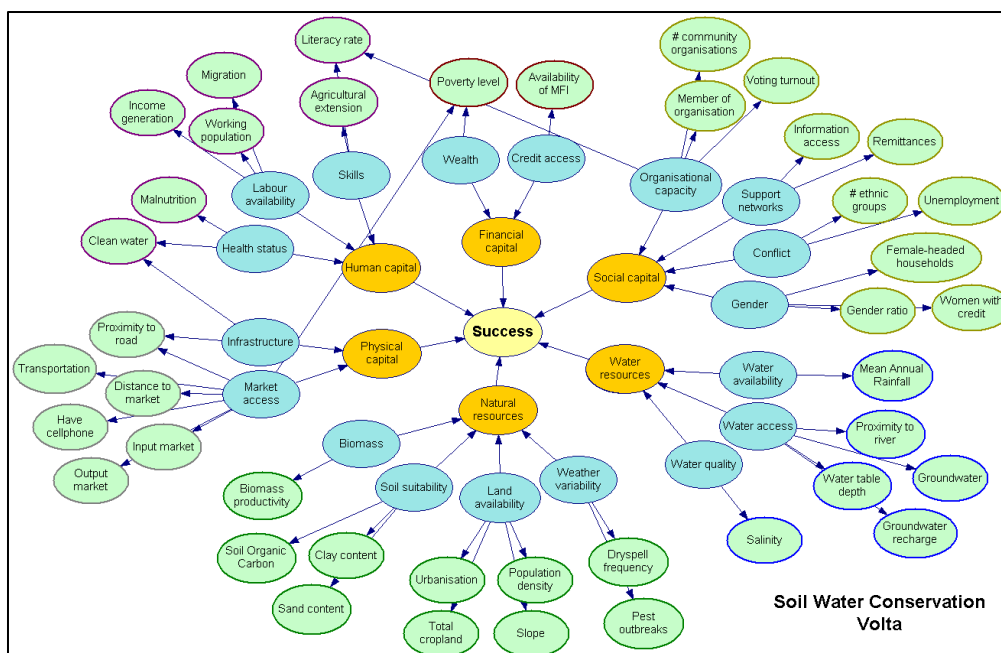 # community
organisations
Literacy rate
Migration
Poverty level
Availability
of MFI
Voting turnout
Income
generation
Agricultural
extension
Member of
organisation
Working
population
Information
access
Remittances
Wealth
Credit access
Skills
Organisational
capacity
Labour
availability
Support
networks
Malnutrition
# ethnic
groups
Unemployment
Clean water
Health status
Financial
capital
Conflict
Female-headed
households
Human capital
Social capital
Gender
Gender ratio
Women with
credit
Proximity to
road
Infrastructure
Physical
capital
Success
Water
resources
Water
availability
Mean Annual
Rainfall
Transportation
Distance to
market
Market
access
Natural
resources
Have
cellphone
Input market
Biomass
Water access
Proximity to
river
Output
market
Weather
variability
Water quality
Biomass
productivity
Soil suitability
Land
availability
Water table
depth
Groundwater
Soil Organic
Carbon
Clay content
Salinity
Groundwater
recharge
Urbanisation
Population
density
Dryspell
frequency
Sand content
Total
cropland
Slope
Pest
outbreaks
Soil Water Conservation
Volta